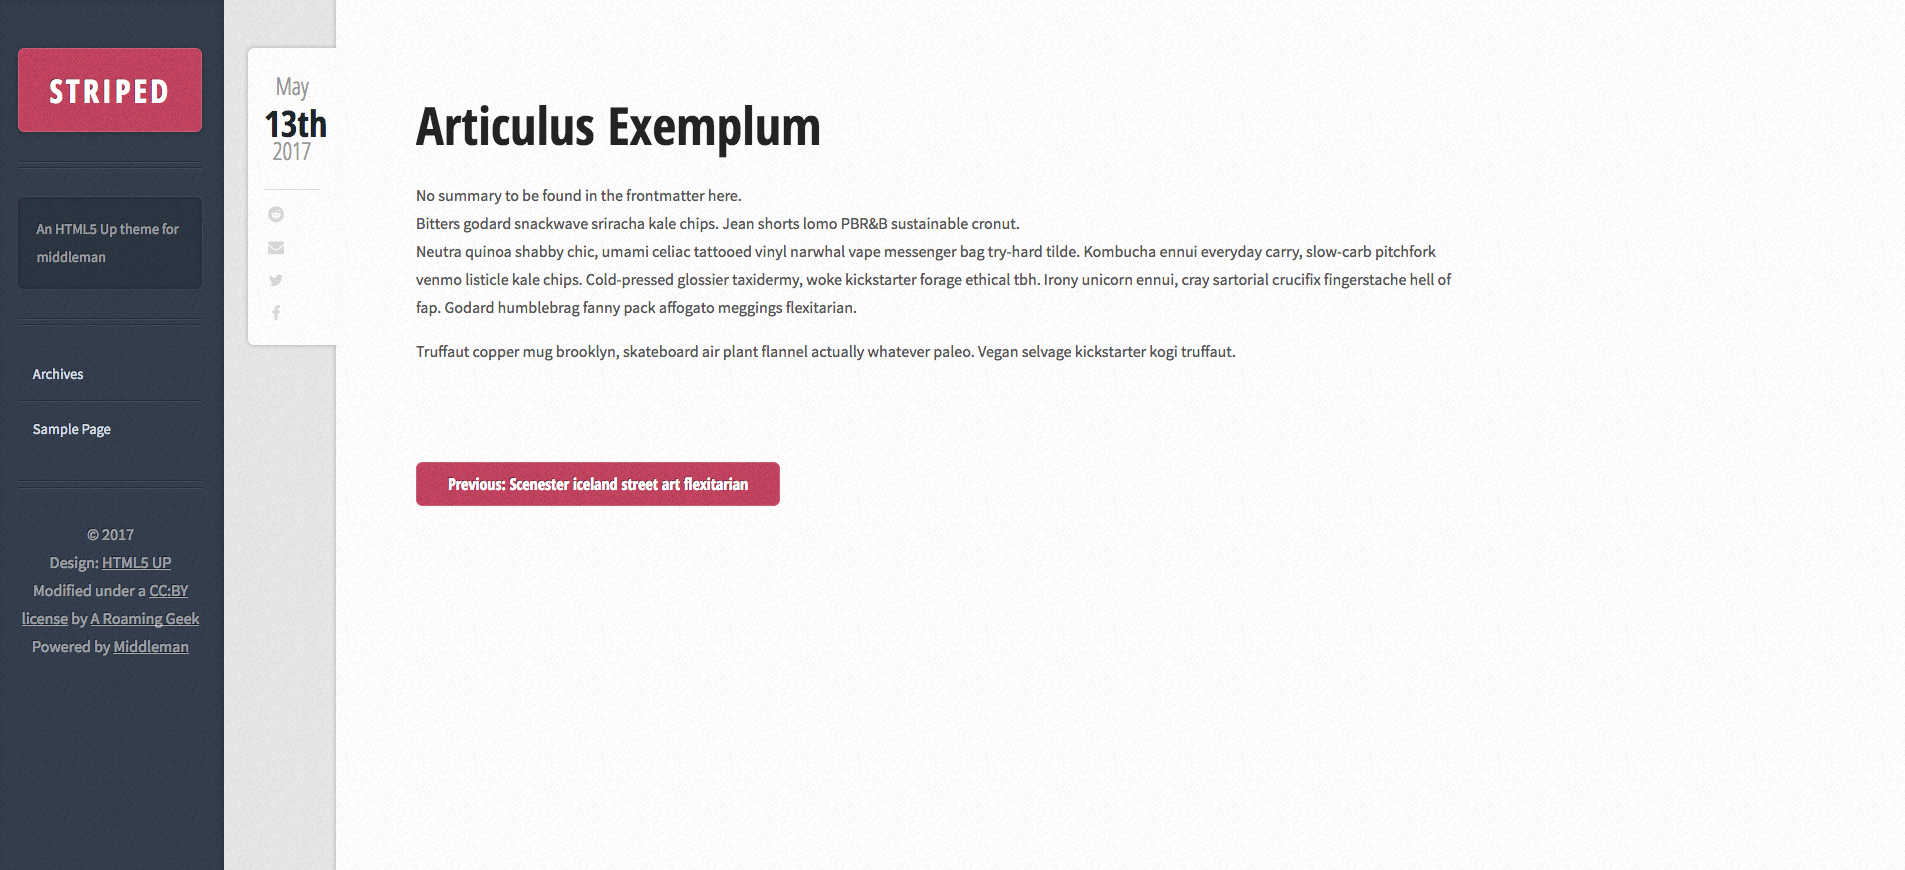 STRIPED
An HTML5 Up theme for
middleman
Archives
Sample Page
© 2017
Design: HTML5 UP
Modified under a CC:BY
license by A Roaming Geek
Powered by Middleman
May
13th
2017
Articulus Exemplum
No summary to be found in the frontmatter here.
Bitters godard snackwave sriracha kale chips. Jean shorts lomo PBR&B sustainable cronut.
Neutra quinoa shabby chic, umami celiac tattooed vinyl narwhal vape messenger bag try-hard tilde. Kombucha ennui everyday carry, slow-carb pitchfork
venmo listicle kale chips. Cold-pressed glossier taxidermy, woke kickstarter forage ethical tbh. Irony unicorn ennui, cray sartorial crucifix fingerstache hell of
fap. Godard humblebrag fanny pack affogato meggings flexitarian.
Truffaut copper mug brooklyn, skateboard air plant flannel actually whatever paleo. Vegan selvage kickstarter kogi truffaut.
Previous: Scenester iceland street art flexitarian